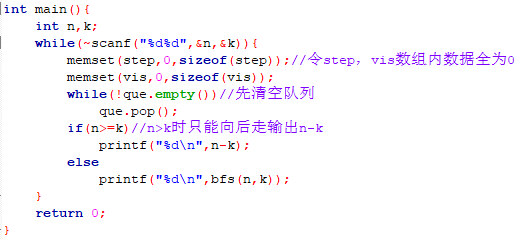 int main(){
    int n,k;
    while(~scanf("%d%d",&n,&k)){
        memset(step,0,sizeof(step));//令step，vis数组内数据全为0
        memset(vis,0,sizeof(vis));
        while(!que.empty())//先清空队列
            que.pop();
        if(n>=k)//n>k时只能向后走输出n-k
            printf("%d\n",n-k);
        else
            printf("%d\n",bfs(n,k));
    }
    return 0;
}